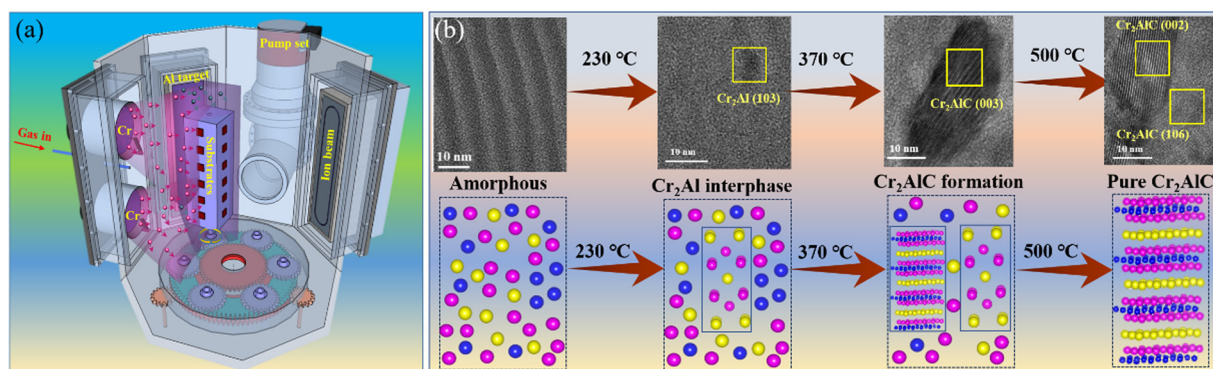 (a)
Pump set
Al target
Gas in
Cr
Substrates
Ion beam
Cr
(b)
10 nm
Amorphous
230 °C
230 °C
Cr₂Al (103)
10 nm
Cr₂Al interphase
370 °C
370 °C
Cr₂AlC (003)
10 nm
Cr₂AlC formation
500 °C
500 °C
Cr₂AlC (002)
Cr₂AlC (106)
10 nm
Pure Cr₂AlC